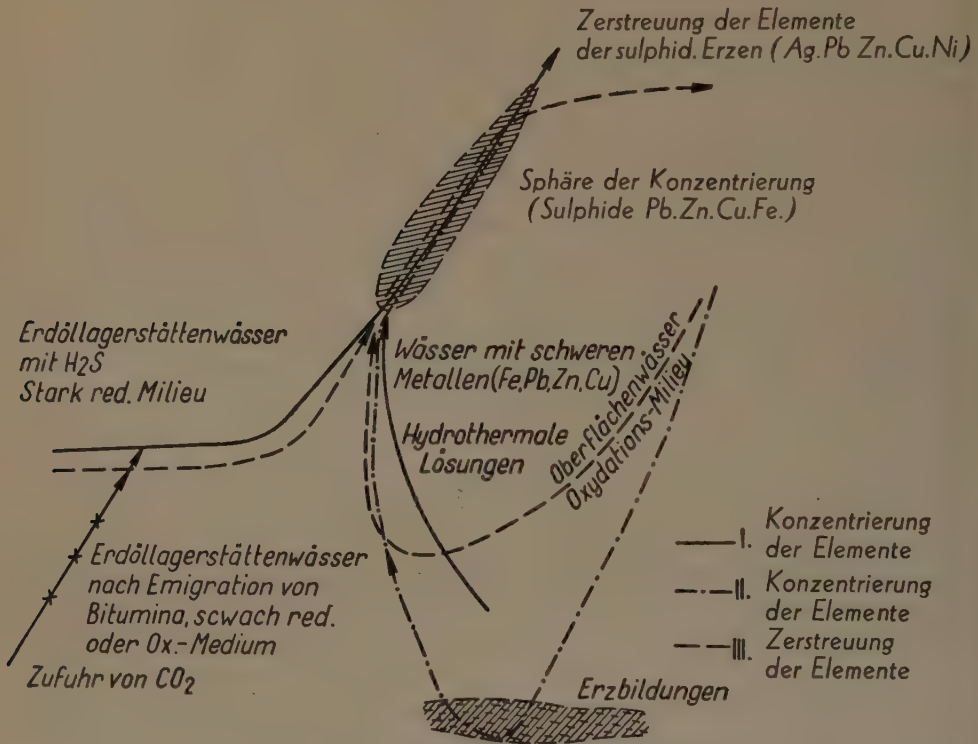 Zerstreuung der Elemente
der sulphid. Erzen (Ag.Pb Zn.Cu.Ni)
Sphäre der Konzentrierung
(Sulphide Pb.Zn.Cu.Fe.)
Erdöllagerstättenwässer
mit H2S
Stark red. Milieu
Wässer mit schweren
Metallen (Fe,Pb,Zn,Cu)
Hydrothermale
Lösungen
Oberflächenwässer
Oxydations-Milieu
Erdöllagerstättenwässer
nach Emigration von
Bitumina, scwach red.
oder Ox.-Medium
Zufuhr von CO2
Erzbildungen
I. Konzentrierung
der Elemente
II. Konzentrierung
der Elemente
III. Zerstreuung
der Elemente